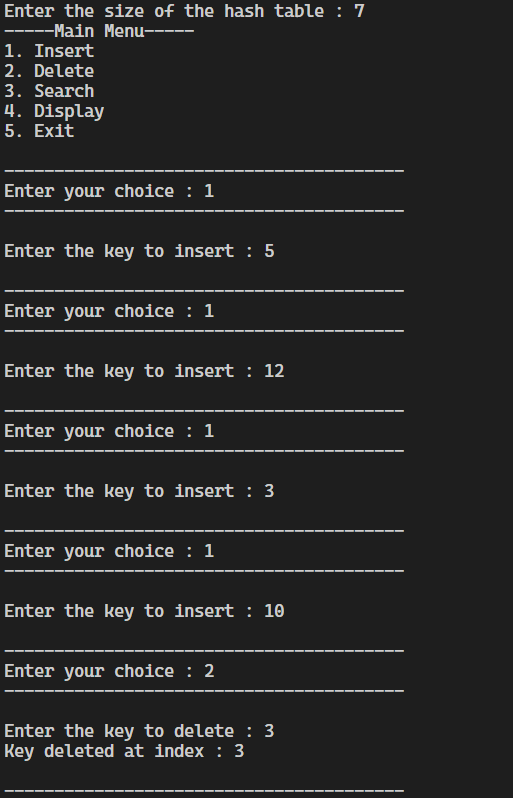 Enter the size of the hash table : 7
-----Main Menu-----
1. Insert
2. Delete
3. Search
4. Display
5. Exit
----------------------------------------
Enter your choice : 1
----------------------------------------
Enter the key to insert : 5
----------------------------------------
Enter your choice : 1
----------------------------------------
Enter the key to insert : 12
----------------------------------------
Enter your choice : 1
----------------------------------------
Enter the key to insert : 3
----------------------------------------
Enter your choice : 1
----------------------------------------
Enter the key to insert : 10
----------------------------------------
Enter your choice : 2
----------------------------------------
Enter the key to delete : 3
Key deleted at index : 3
----------------------------------------